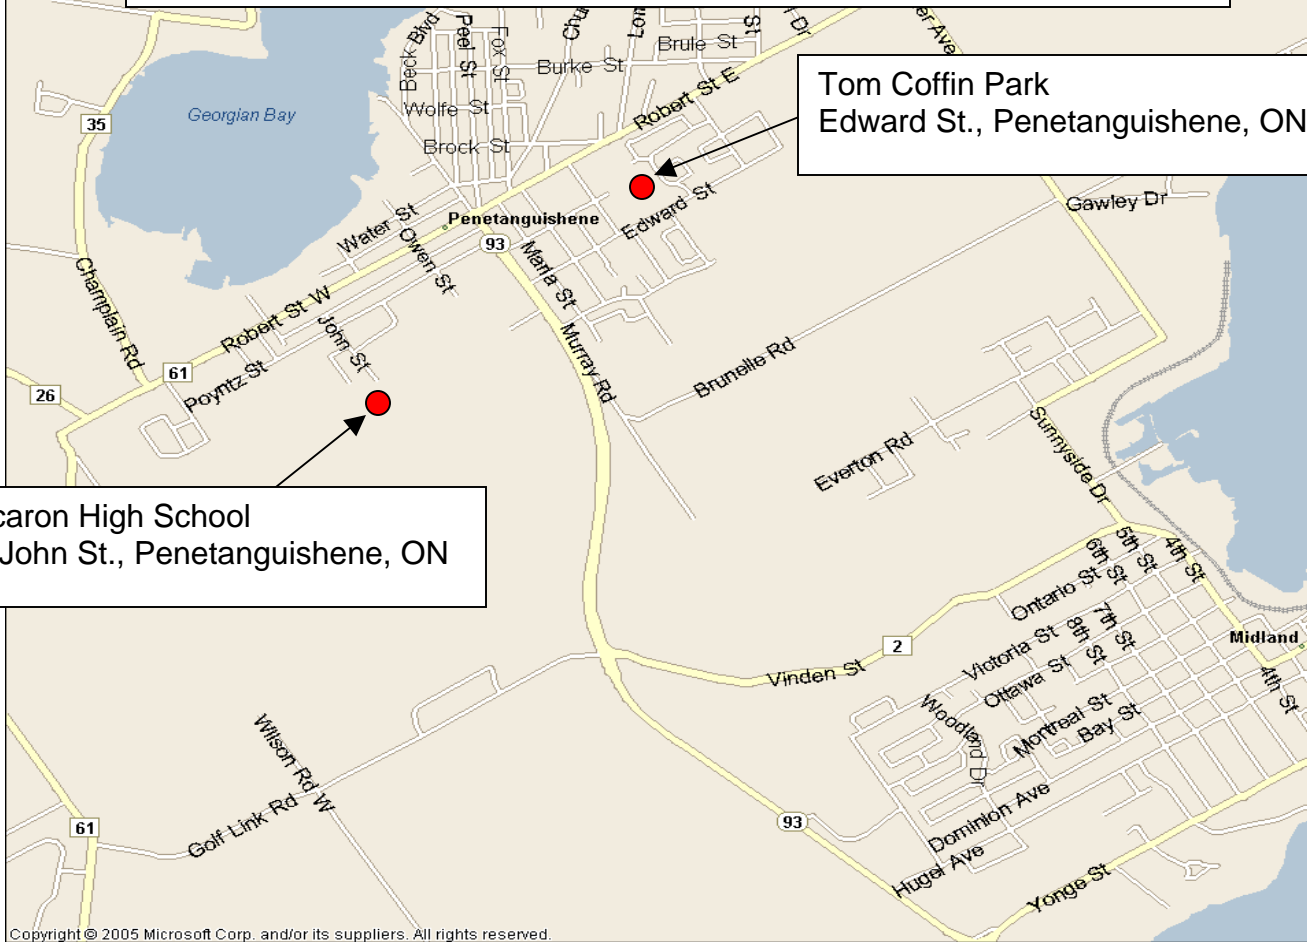 Beck Blvd
Peel St
Fox St
St
Dr
Brule St
Burke St
Wolfe St
Brock St
Robert St E
Tom Coffin Park
Edward St., Penetanguishene, ON
35
Georgian Bay
Gawley Dr
Edward St
Water St
Owen St
Penetanguishene
93
Maria St
Champlain Rd
Robert St W
John St
Murray Rd
Brunelle Rd
61
26
Poyntz St
Sunnyside Dr
Everton Rd
caron High School
John St., Penetanguishene, ON
6th St
5th St
4th St
Ontario St
7th St
8th St
Victoria St
Ottawa St
Midland
2
Vinden St
4th St
Woodland Dr
Montreal St
Bay St
Wilson Rd W
Golf Link Rd
61
93
Dominion Ave
Hugel Ave
Yonge St
Copyright © 2005 Microsoft Corp. and/or its suppliers. All rights reserved.